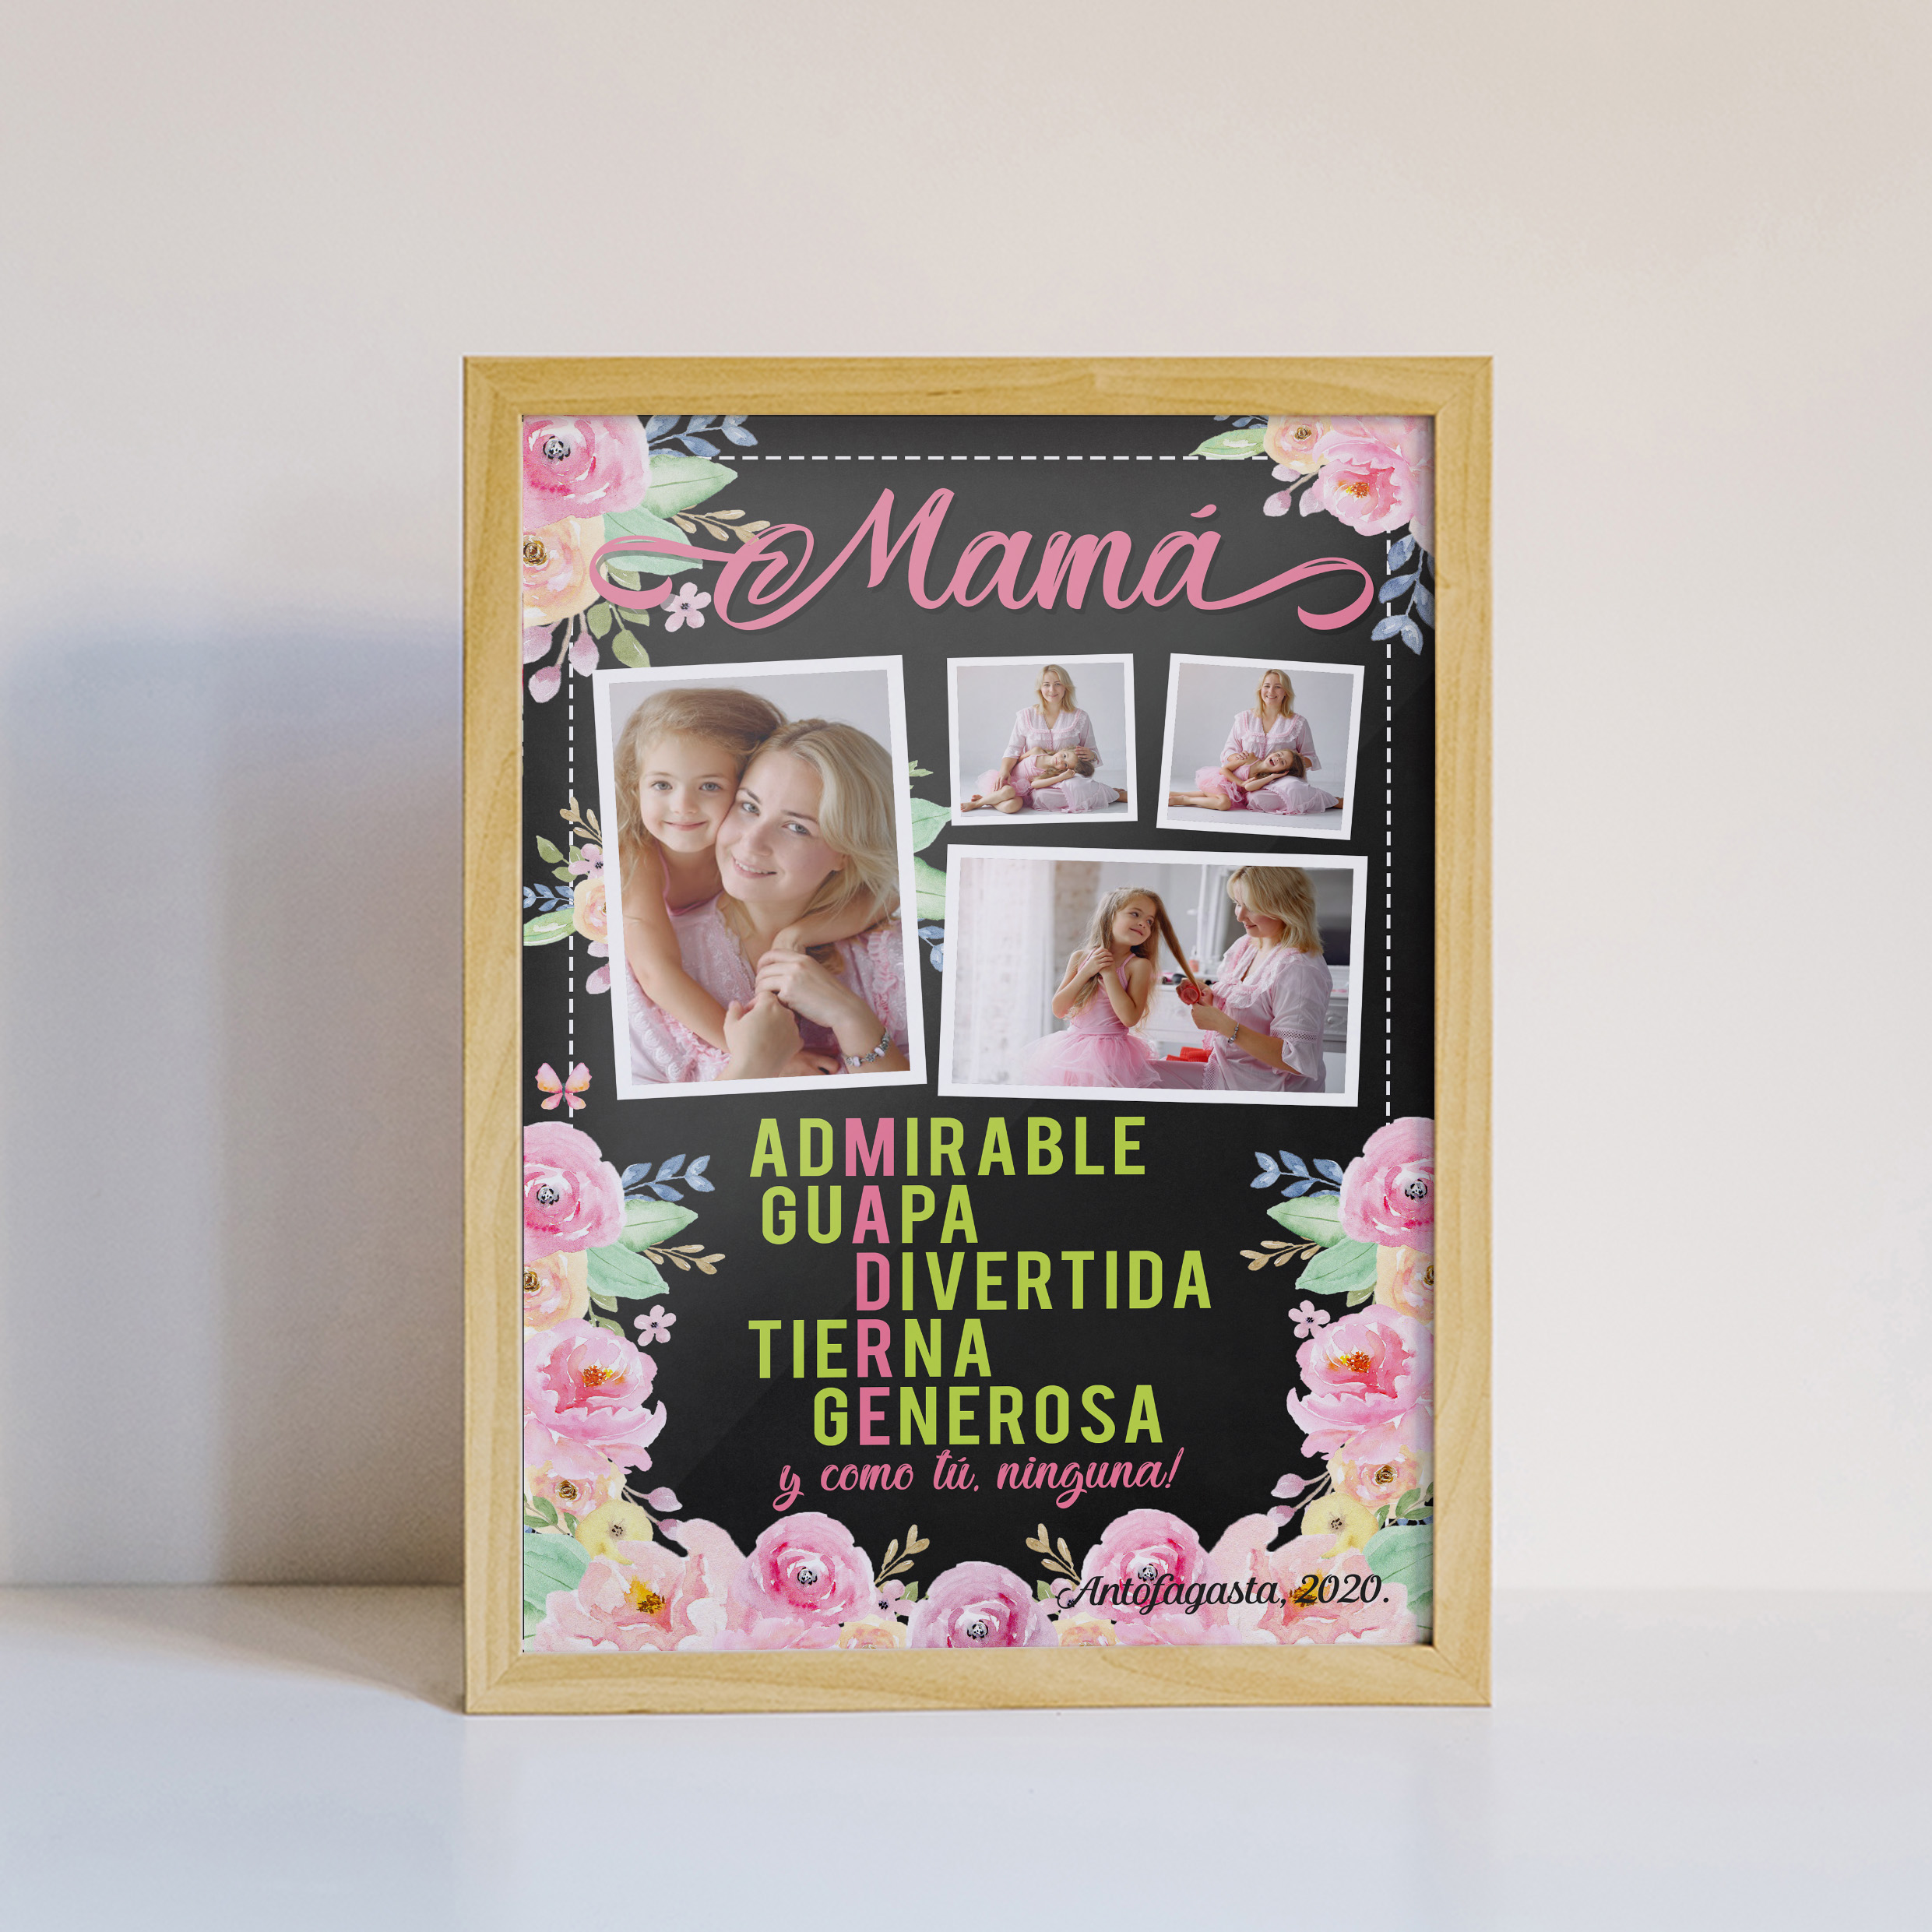 Mamá
ADMIRABLE
GUAPA
DIVERTIDA
TIERNA
GENEROSA
y como tú, ninguna!
Antofagasta, 2020.